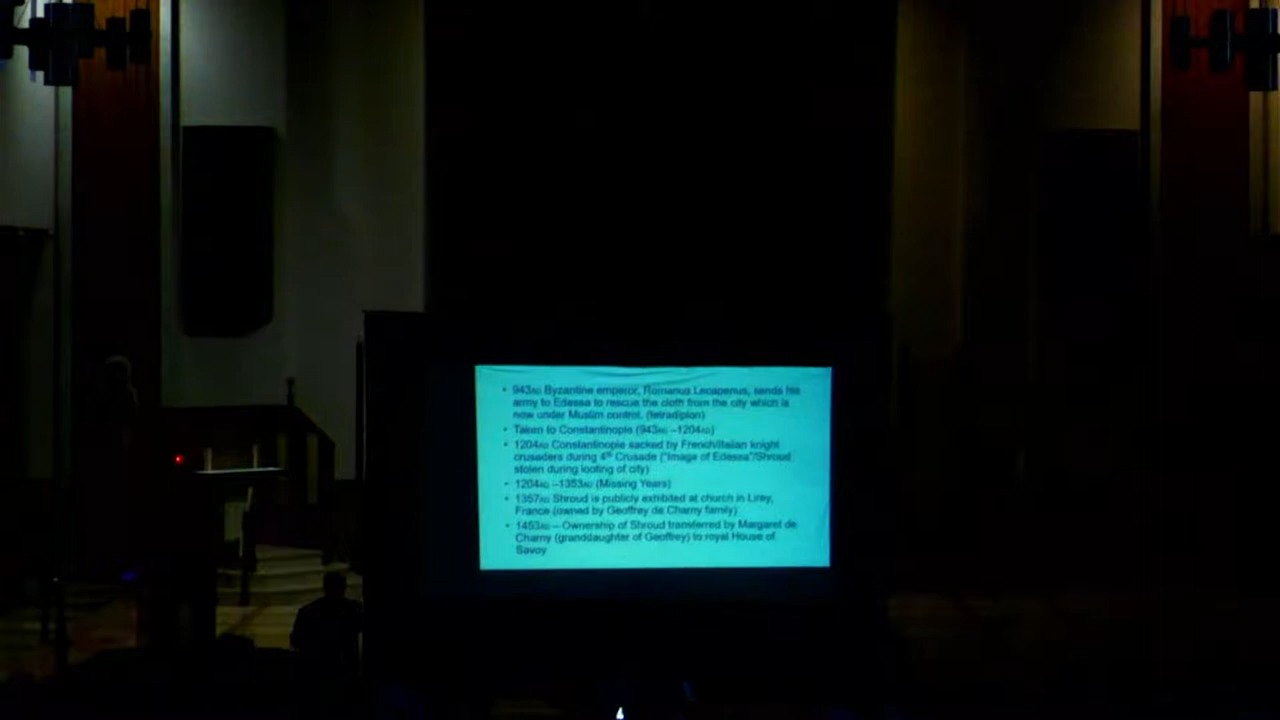 • 943AD Byzantine emperor, Romanus Lecapenus, sends his
army to Edessa to rescue the cloth from the city which is
now under Muslim control. (tetradiplon)
• Taken to Constantinople (943AD –1204AD)
• 1204AD Constantinople sacked by French/Italian knight
crusaders during 4th Crusade ("Image of Edessa"/Shroud
stolen during looting of city)
• 1204AD –1353AD (Missing Years)
• 1357AD Shroud is publicly exhibited at church in Lirey,
France (owned by Geoffrey de Charny family)
• 1453AD – Ownership of Shroud transferred by Margaret de
Charny (granddaughter of Geoffrey) to royal House of
Savoy